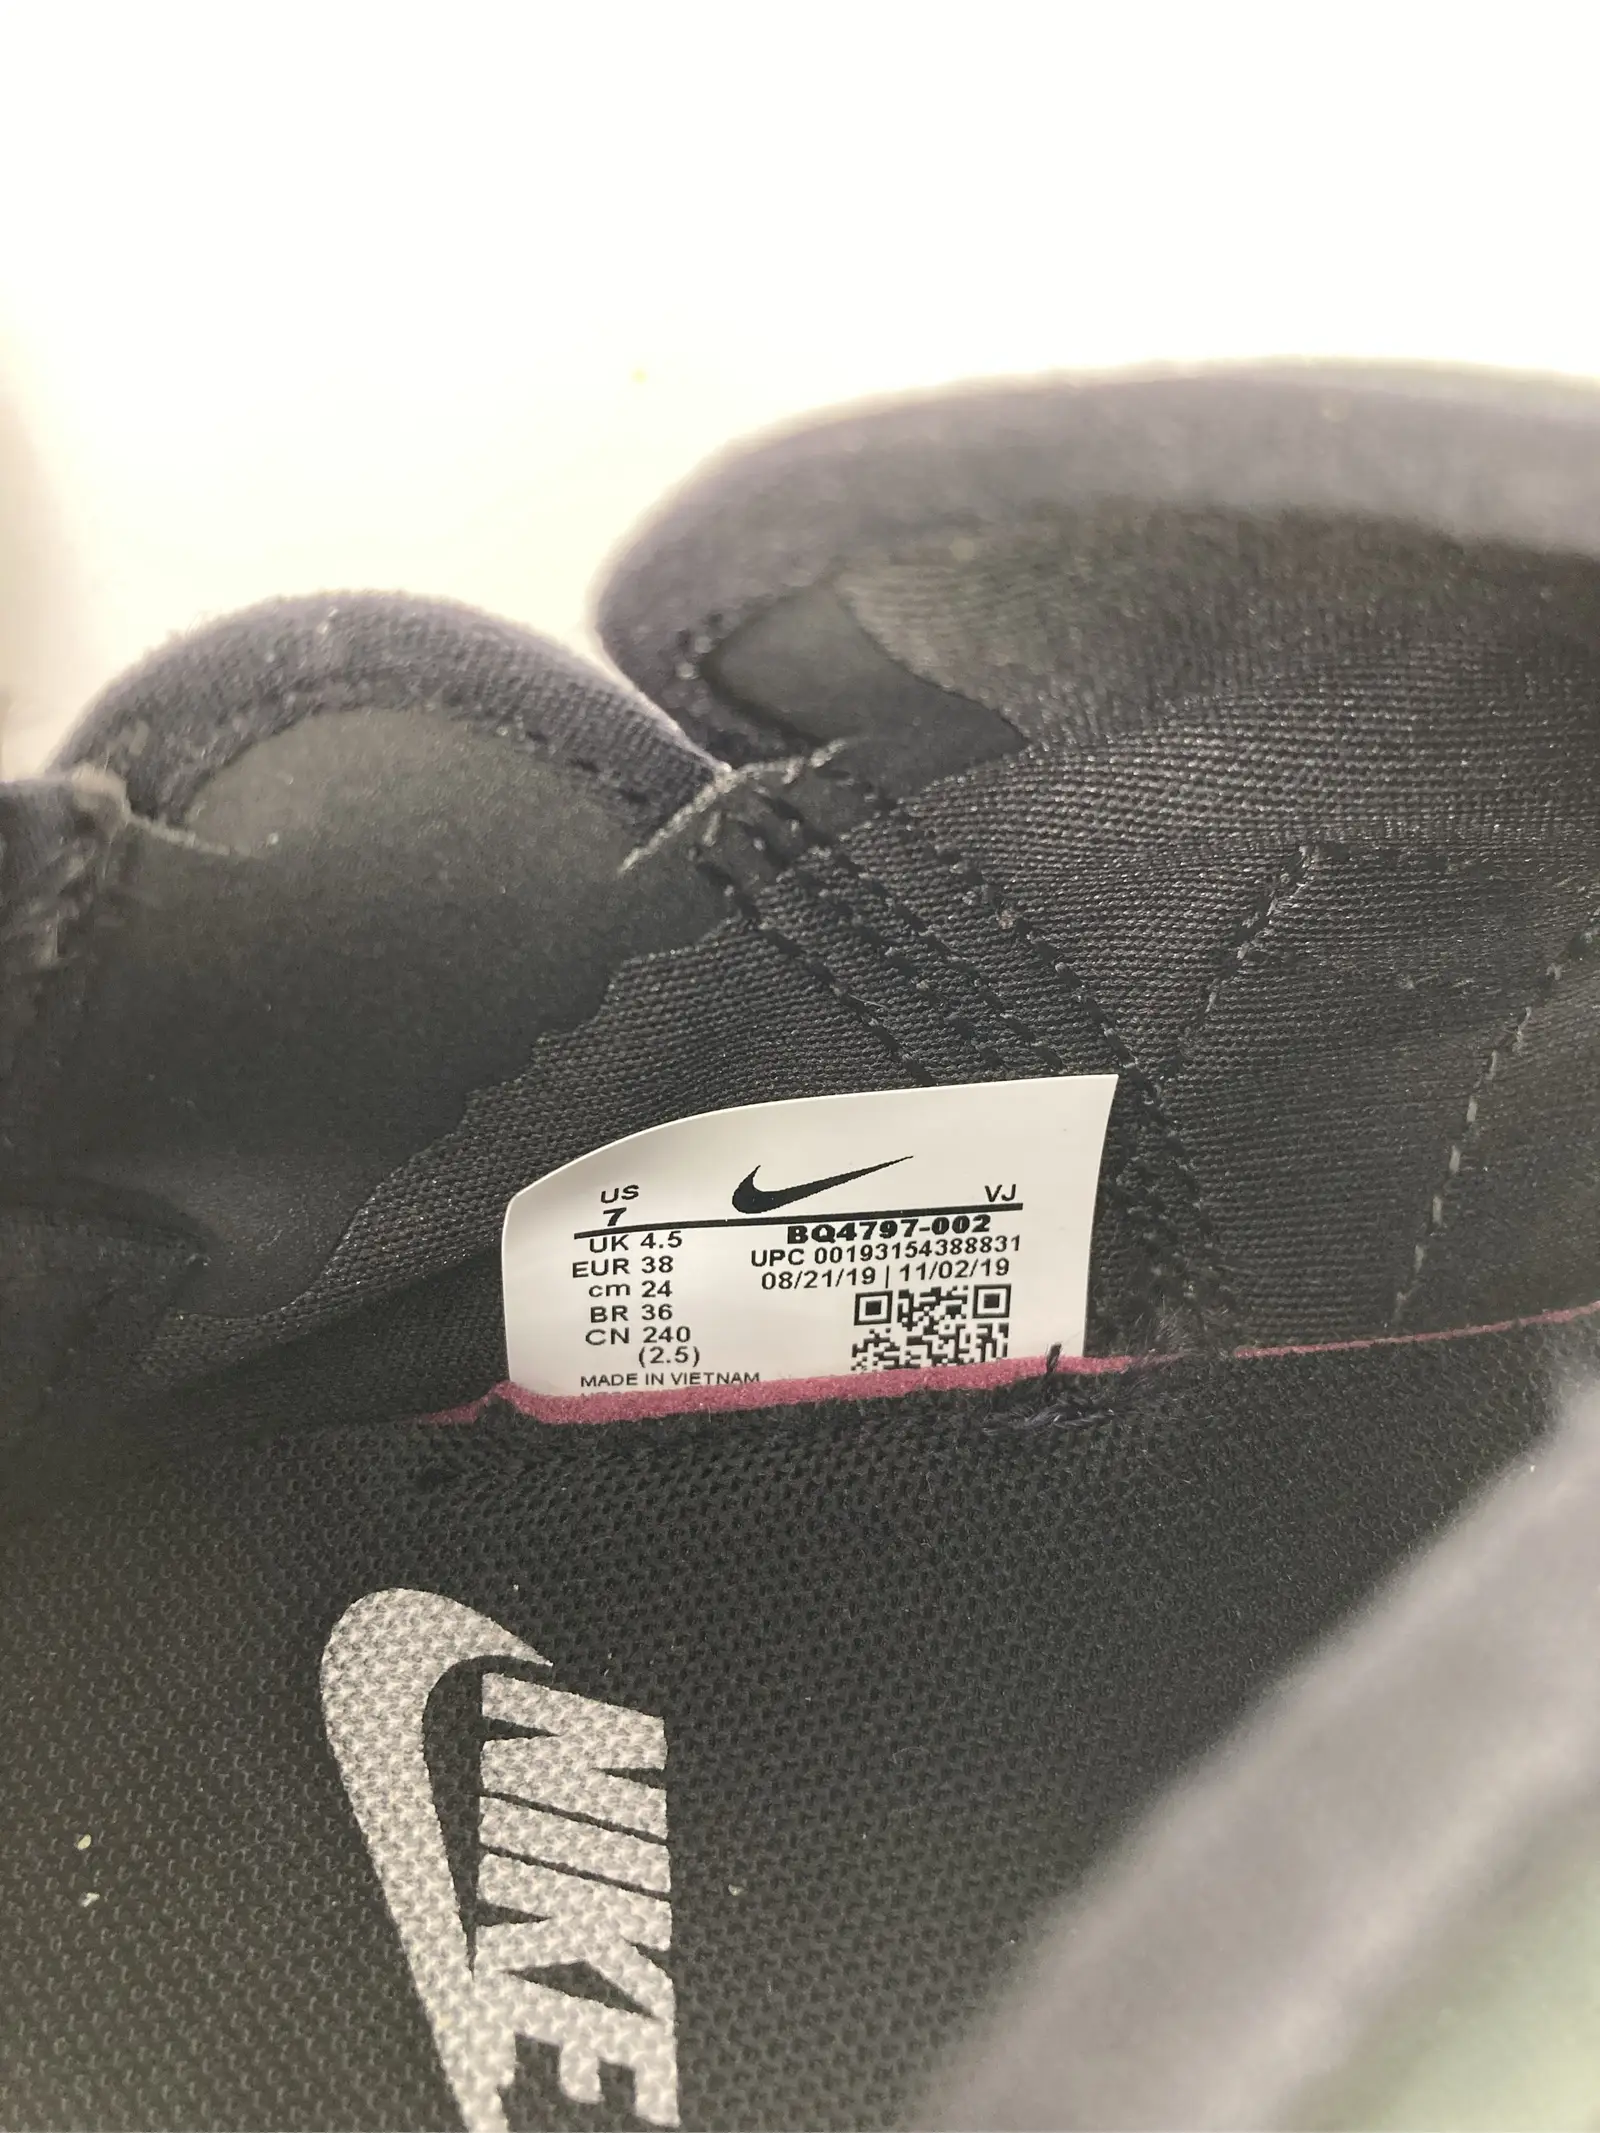 US
7
VJ
UK 4.5
EUR 38
cm 24
BR 36
CN 240
(2.5)
BQ4797-002
UPC 00193154388831
08/21/19 | 11/02/19
MADE IN VIETNAM
NIKE